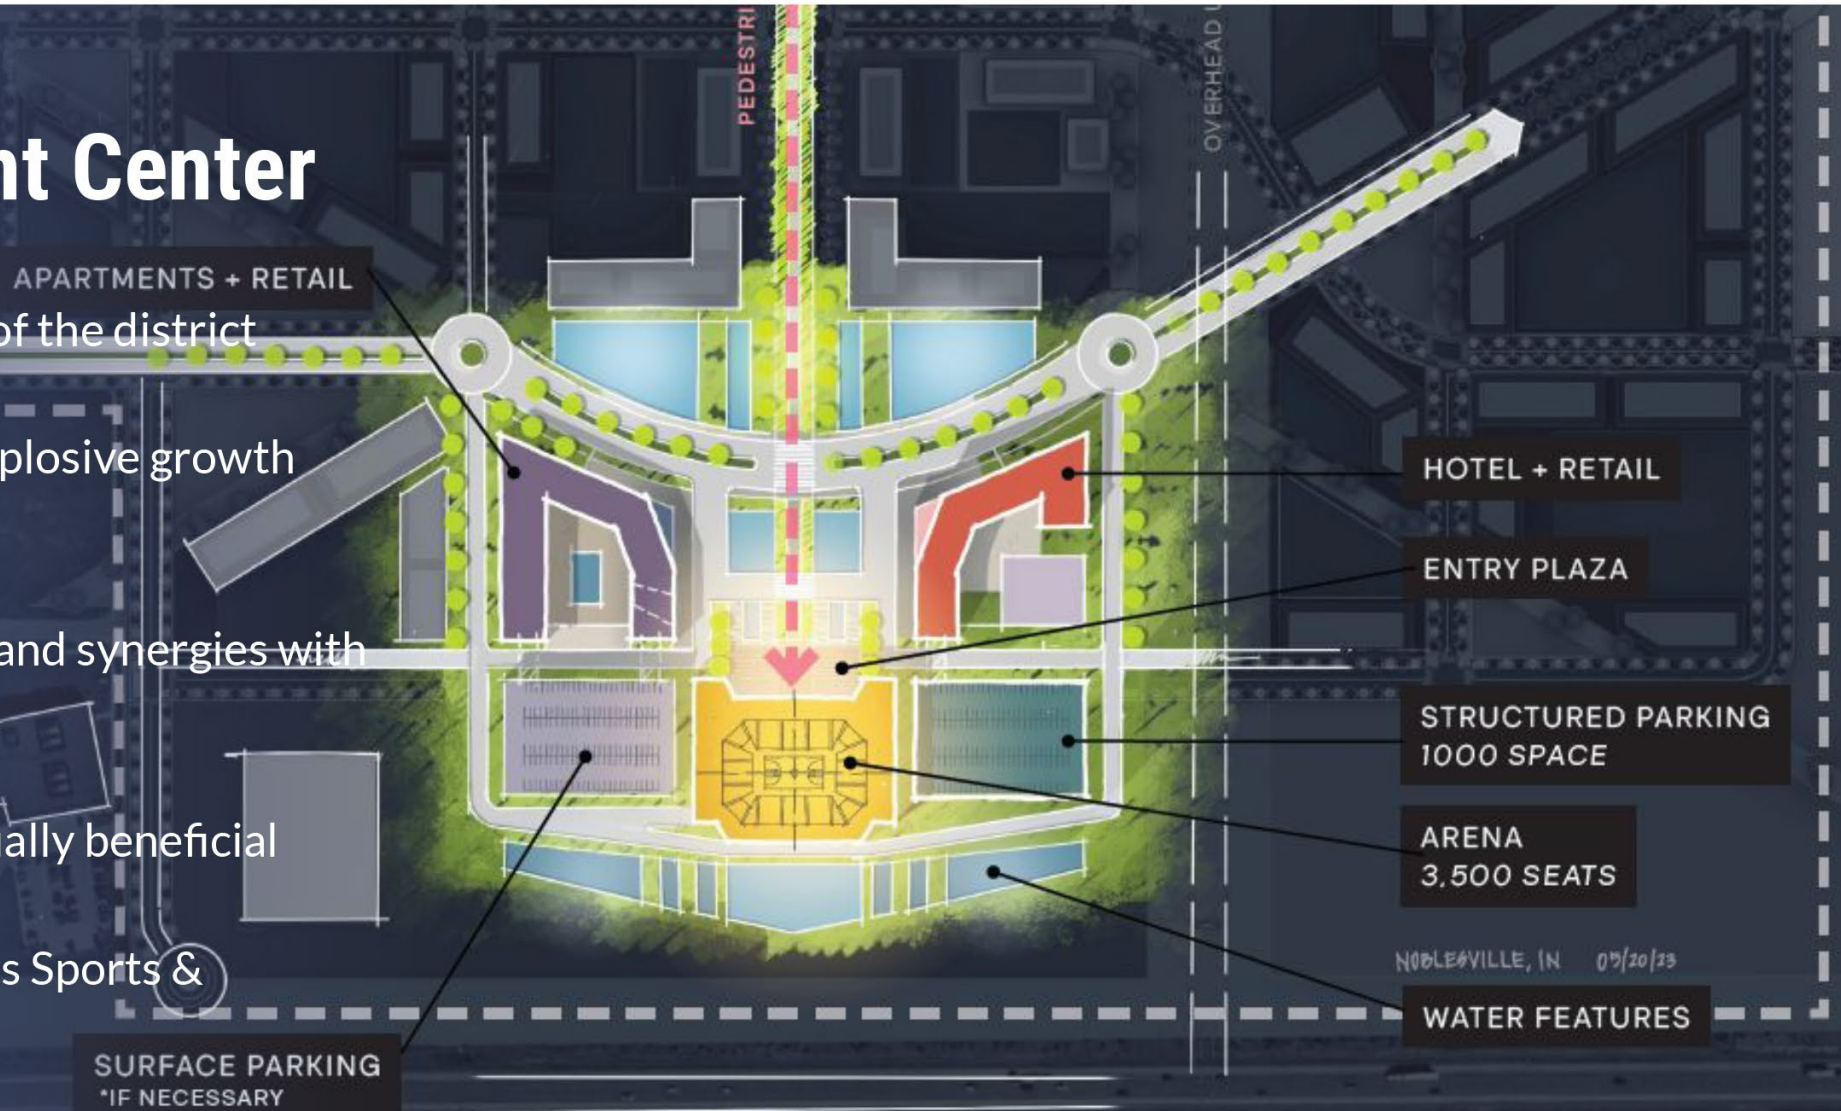 PEDESTRI
OVERHEAD U
nt Center
APARTMENTS + RETAIL
of the district
plosive growth
HOTEL + RETAIL
ENTRY PLAZA
and synergies with
STRUCTURED PARKING
1000 SPACE
ARENA
3,500 SEATS
ally beneficial
s Sports &
NOBLESVILLE, IN 09/20/23
WATER FEATURES
SURFACE PARKING
*IF NECESSARY